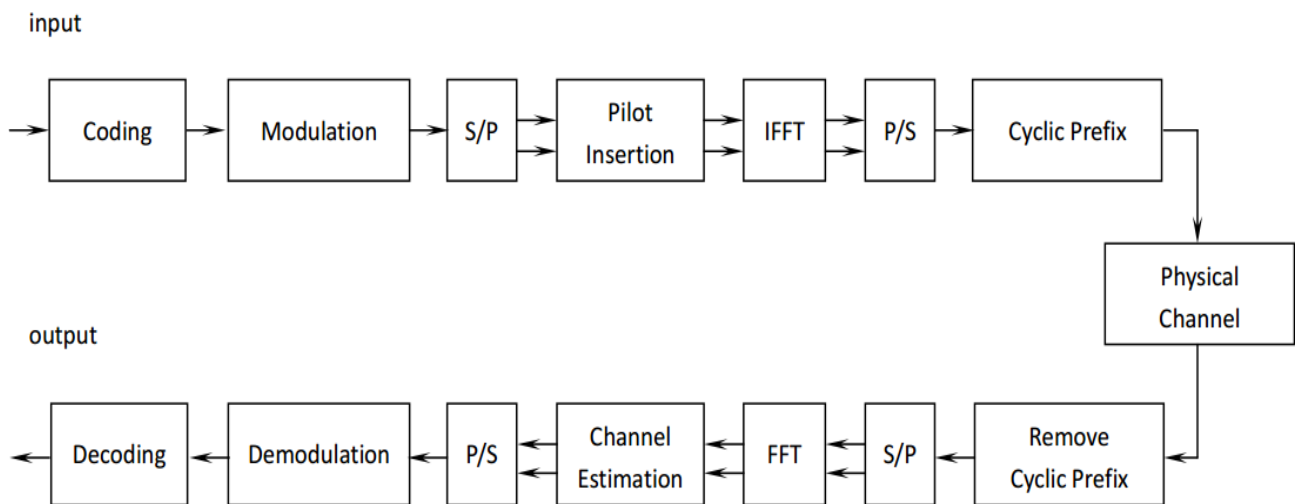 input
Coding
Modulation
S/P
Pilot
Insertion
IFFT
P/S
Cyclic Prefix
Physical
Channel
output
Decoding
Demodulation
P/S
Channel
Estimation
FFT
S/P
Remove
Cyclic Prefix